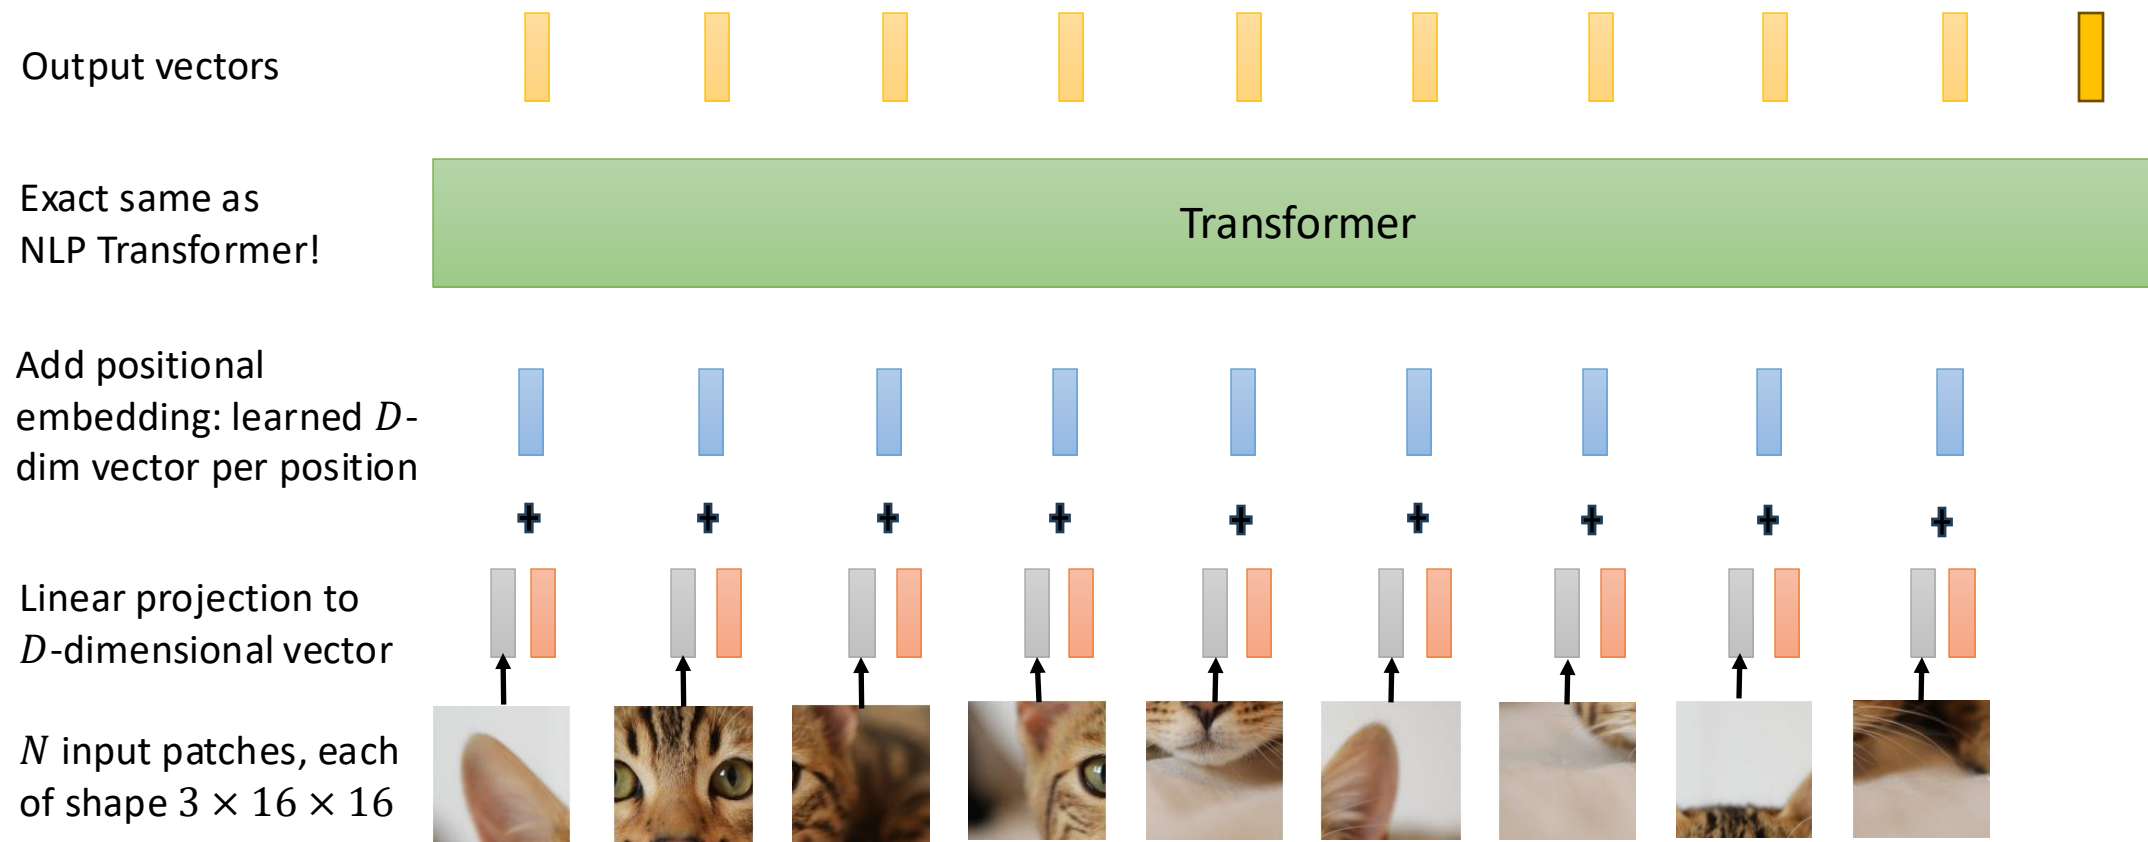 Output vectors
Exact same as
NLP Transformer!
Transformer
Add positional
embedding: learned D-
dim vector per position
Linear projection to
D-dimensional vector
N input patches, each
of shape 3 × 16 × 16